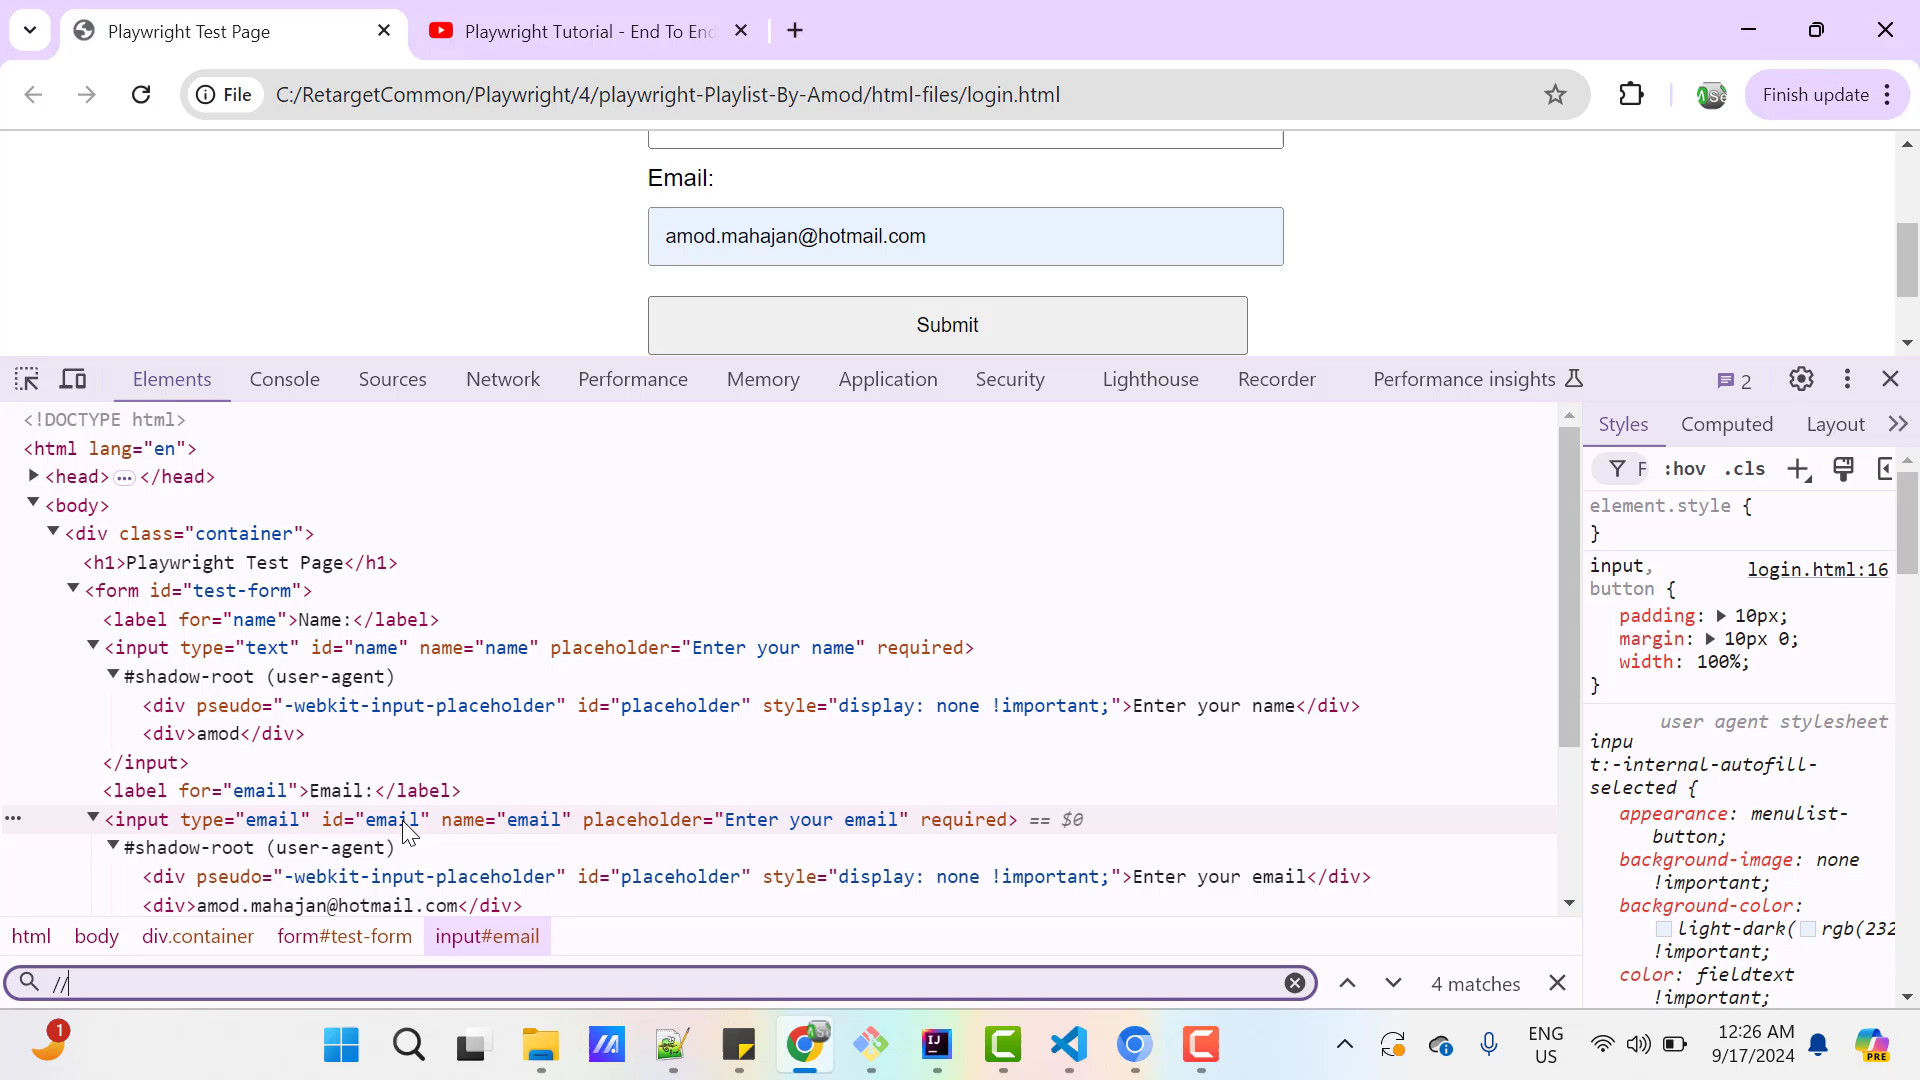 Playwright Test Page
Playwright Tutorial - End To End
File
C:/RetargetCommon/Playwright/4/playwright-Playlist-By-Amod/html-files/login.html
Finish update
Email:
amod.mahajan@hotmail.com
Submit
Elements Console Sources Network Performance Memory Application Security Lighthouse Recorder Performance insights 2
<!DOCTYPE html>
<html lang="en">
<head> ... </head>
<body>
<div class="container">
<h1>Playwright Test Page</h1>
<form id="test-form">
<label for="name">Name:</label>
<input type="text" id="name" name="name" placeholder="Enter your name" required>
#shadow-root (user-agent)
<div pseudo="-webkit-input-placeholder" id="placeholder" style="display: none !important;">Enter your name</div>
<div>amod</div>
</input>
<label for="email">Email:</label>
... <input type="email" id="email" name="email" placeholder="Enter your email" required> == $0
#shadow-root (user-agent)
<div pseudo="-webkit-input-placeholder" id="placeholder" style="display: none !important;">Enter your email</div>
<div>amod.mahajan@hotmail.com</div>
html body div.container form#test-form input#email
// 4 matches
Styles Computed Layout
F :hov .cls
element.style {
}
input, login.html:16
button {
padding: 10px;
margin: 10px 0;
width: 100%;
}
user agent stylesheet
inpu
t:-internal-autofill-
selected {
appearance: menulist-
button;
background-image: none
!important;
background-color:
light-dark( rgb(232
!important;
color: fieldtext
!important;
1
ENG
US
12:26 AM
9/17/2024
PRE